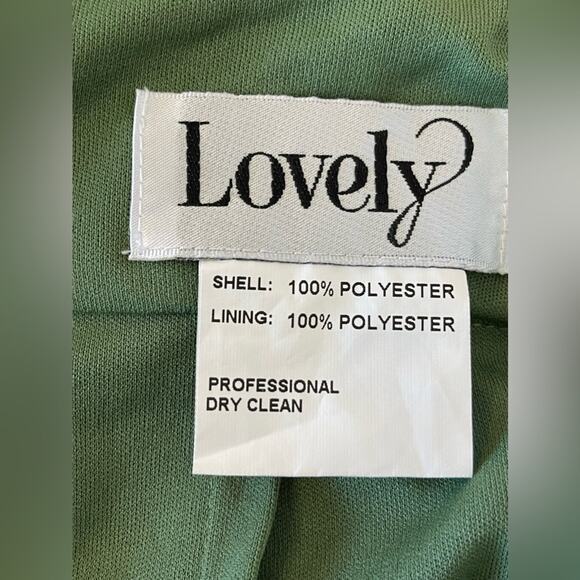 Lovely
SHELL: 100% POLYESTER
LINING: 100% POLYESTER
PROFESSIONAL
DRY CLEAN